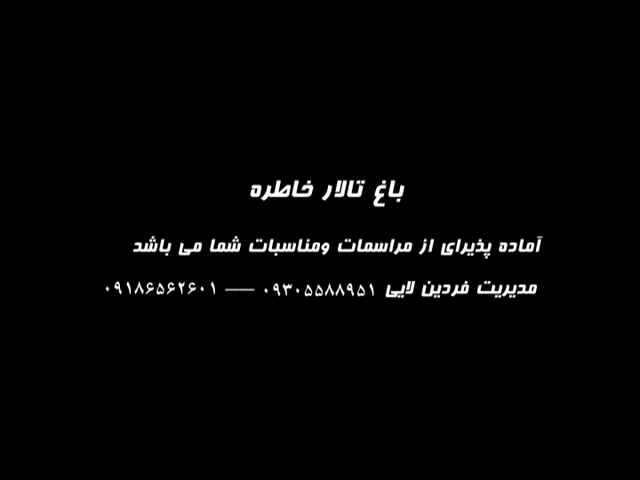 باغ تالار خاطره
آماده پذیرای از مراسمات ومناسبات شما می باشد
مدیریت فردین لایی ۰۹۳۰۵۵۸۸۹۵۱ — ۰۹۱۸۶۵۶۲۶۰۱